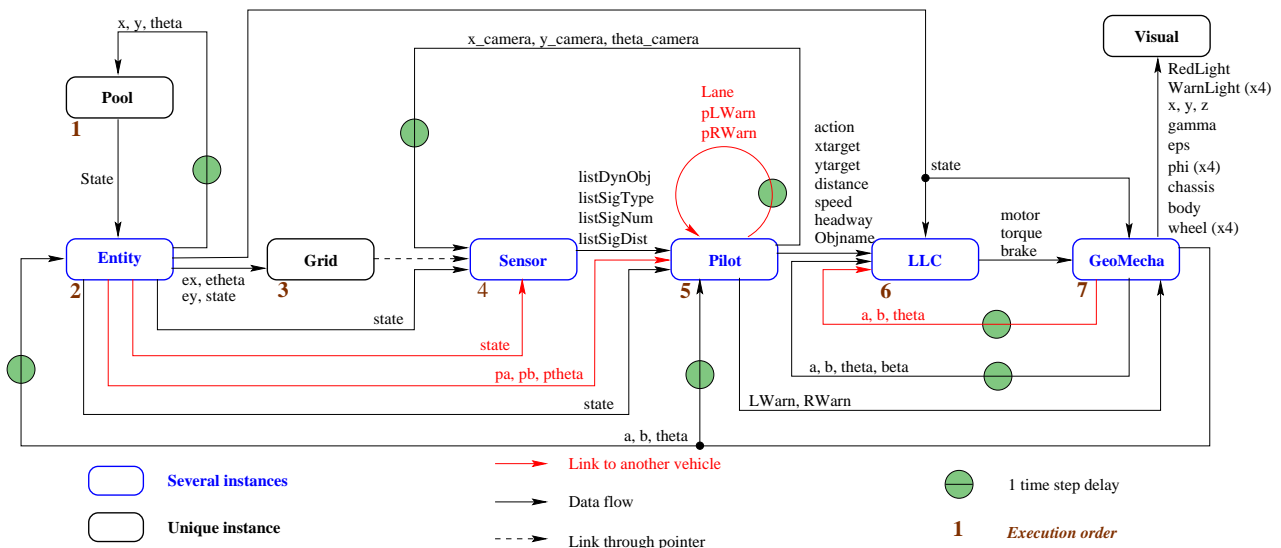 x, y, theta
x_camera, y_camera, theta_camera
Visual
RedLight
WarnLight (x4)
x, y, z
gamma
eps
phi (x4)
chassis
body
wheel (x4)
Pool
1
Lane
pLWarn
pRWarn
action
xtarget
ytarget
distance
speed
headway
Objname
state
State
listDynObj
listSigType
listSigNum
listSigDist
motor
torque
brake
Entity
2
Grid
3
Sensor
4
Pilot
5
LLC
6
GeoMecha
7
ex, etheta
ey, state
state
a, b, theta
state
pa, pb, ptheta
a, b, theta, beta
state
LWarn, RWarn
a, b, theta
Several instances
Link to another vehicle
1 time step delay
Data flow
Unique instance
1
Execution order
Link through pointer